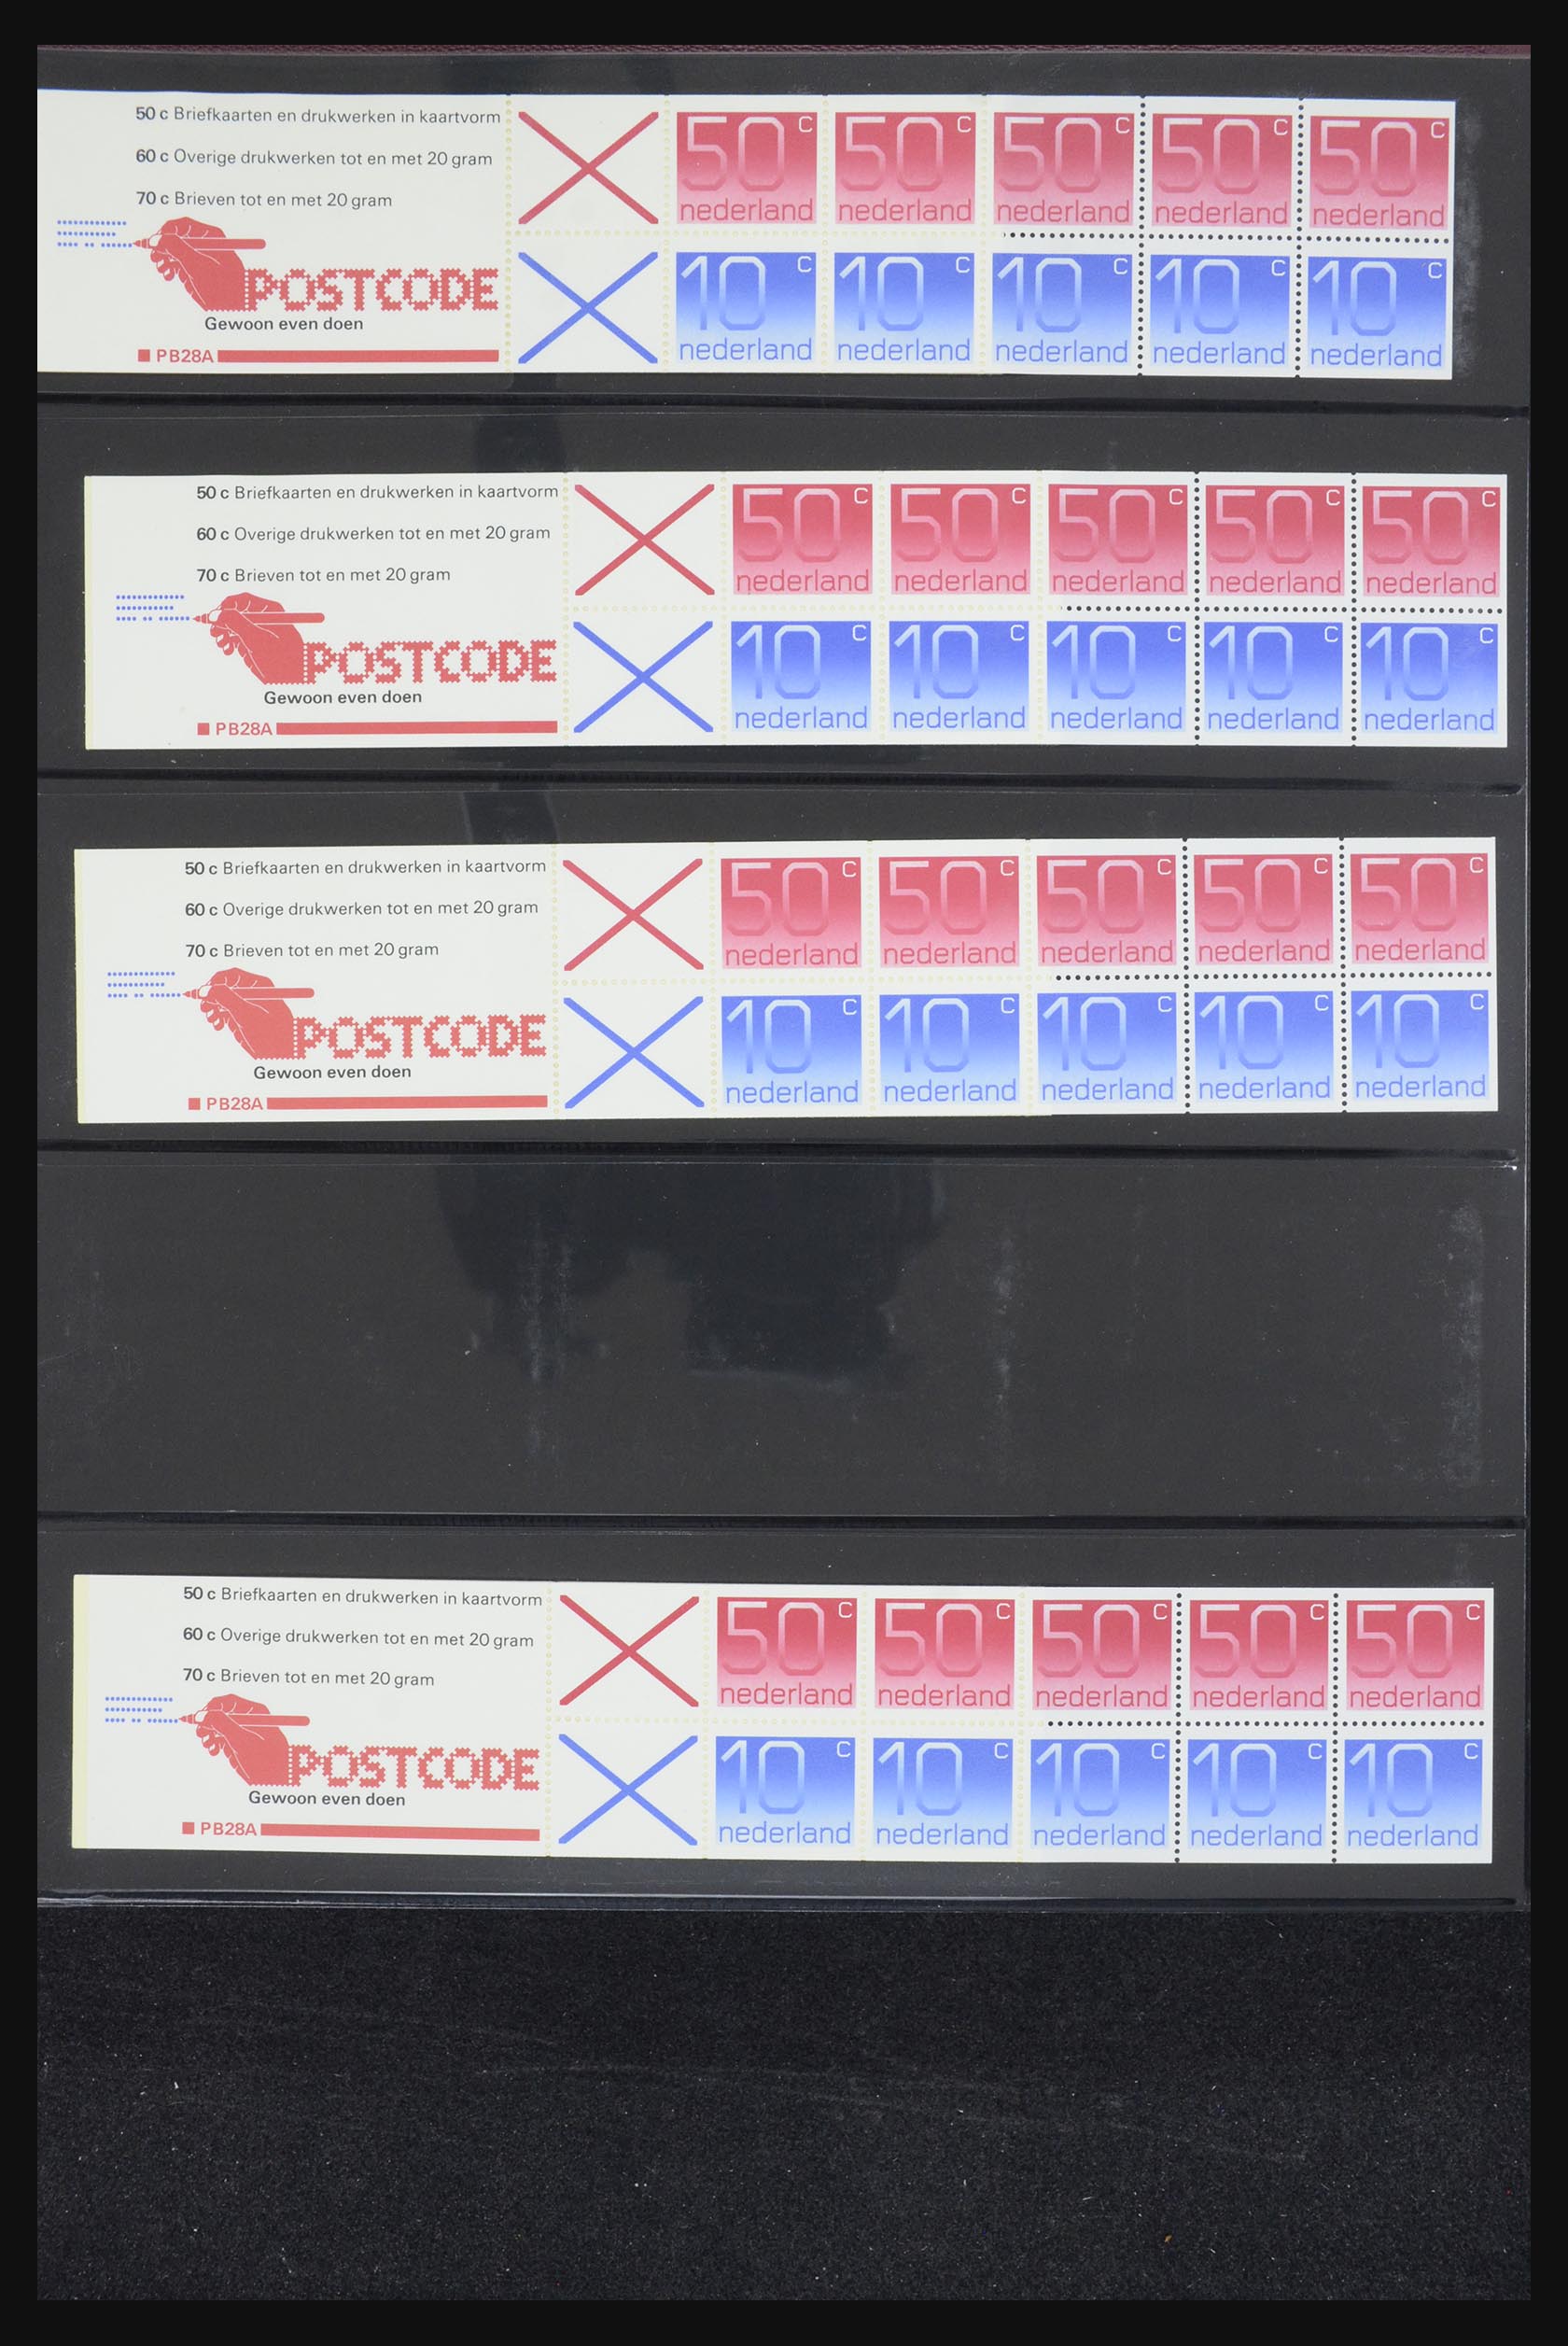 50 c Briefkaarten en drukwerken in kaartvorm
60 c Overige drukwerken tot en met 20 gram
70 c Brieven tot en met 20 gram
POSTCODE
Gewoon even doen
PB28A
50 c 50 c 50 c 50 c 50 c
nederland nederland nederland nederland nederland
10 c 10 c 10 c 10 c 10 c
nederland nederland nederland nederland nederland
50 c Briefkaarten en drukwerken in kaartvorm
60 c Overige drukwerken tot en met 20 gram
70 c Brieven tot en met 20 gram
POSTCODE
Gewoon even doen
PB28A
50 c 50 c 50 c 50 c 50 c
nederland nederland nederland nederland nederland
10 c 10 c 10 c 10 c 10 c
nederland nederland nederland nederland nederland
50 c Briefkaarten en drukwerken in kaartvorm
60 c Overige drukwerken tot en met 20 gram
70 c Brieven tot en met 20 gram
POSTCODE
Gewoon even doen
PB28A
50 c 50 c 50 c 50 c 50 c
nederland nederland nederland nederland nederland
10 c 10 c 10 c 10 c 10 c
nederland nederland nederland nederland nederland
50 c Briefkaarten en drukwerken in kaartvorm
60 c Overige drukwerken tot en met 20 gram
70 c Brieven tot en met 20 gram
POSTCODE
Gewoon even doen
PB28A
50 c 50 c 50 c 50 c 50 c
nederland nederland nederland nederland nederland
10 c 10 c 10 c 10 c 10 c
nederland nederland nederland nederland nederland